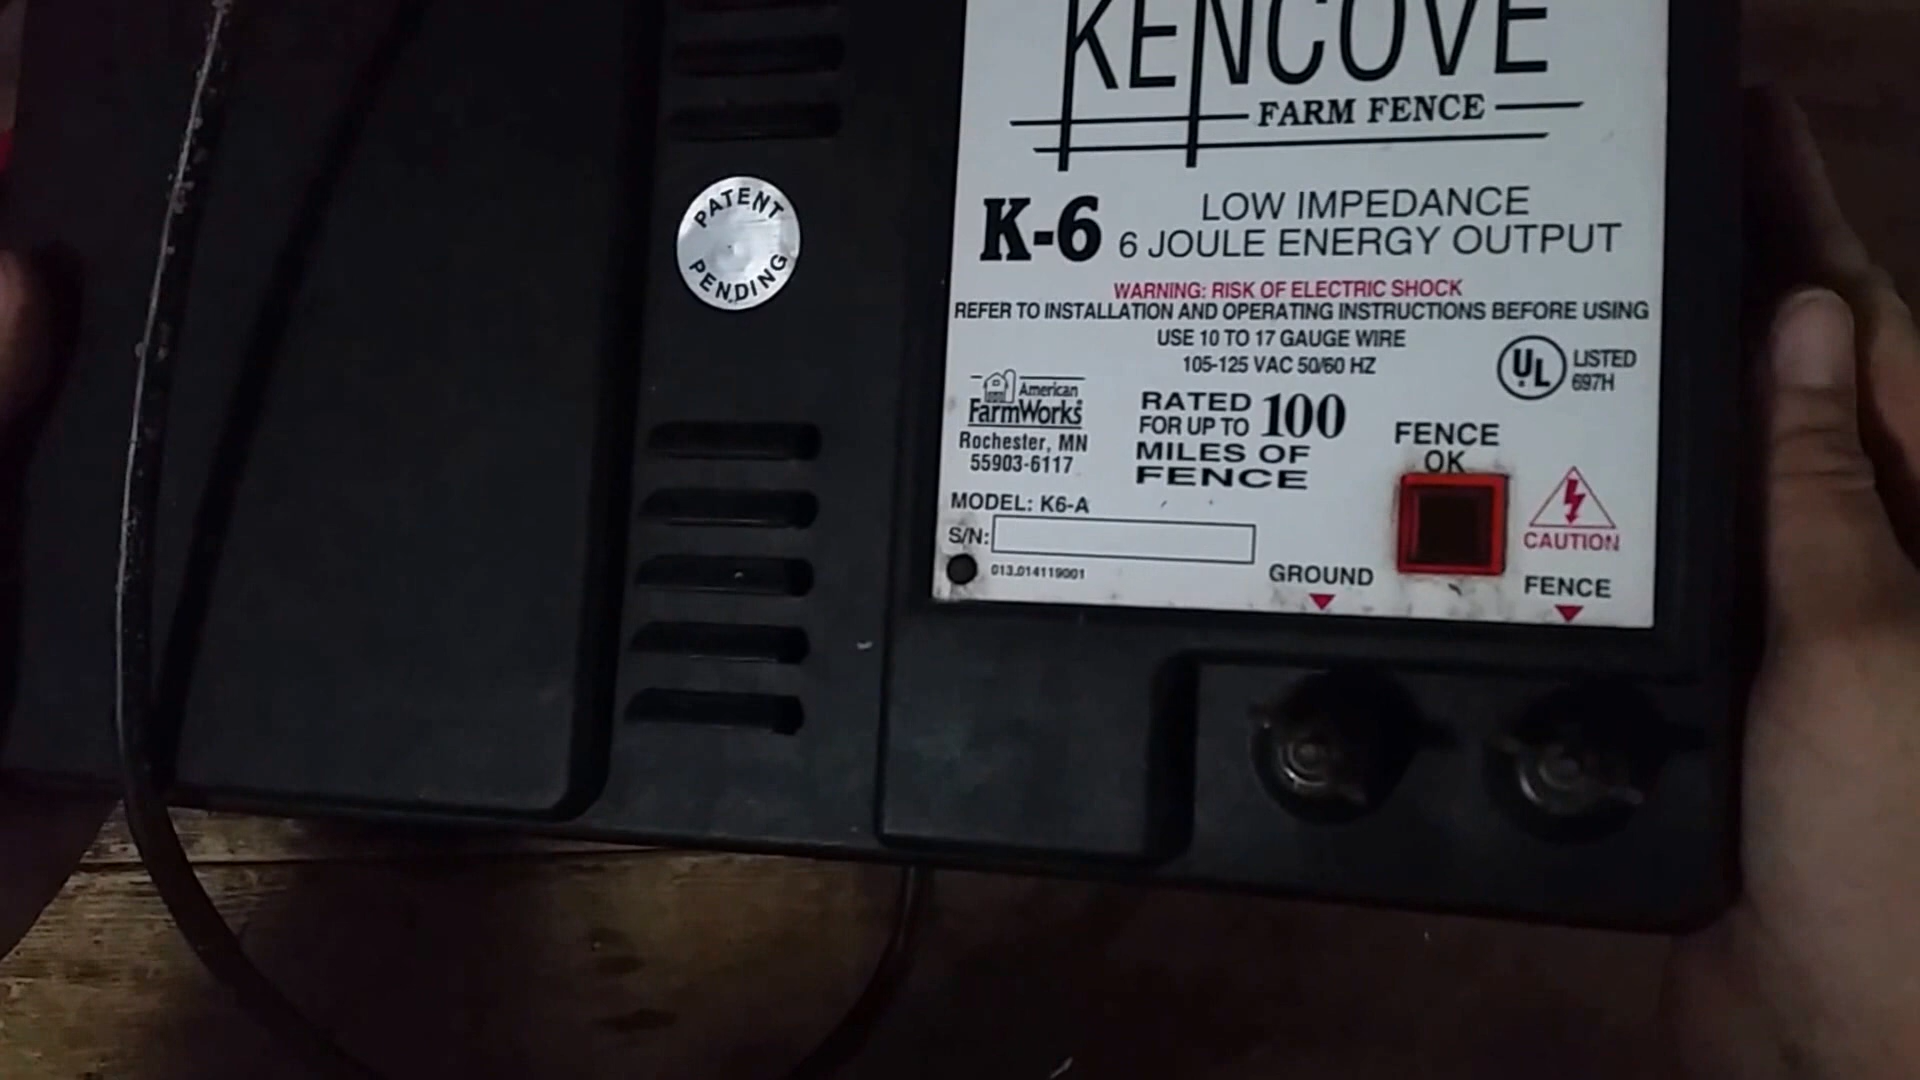 KENCOVE
FARM FENCE
PATENT
PENDING
K-6
LOW IMPEDANCE
6 JOULE ENERGY OUTPUT
WARNING: RISK OF ELECTRIC SHOCK
REFER TO INSTALLATION AND OPERATING INSTRUCTIONS BEFORE USING
USE 10 TO 17 GAUGE WIRE
105-125 VAC 50/60 HZ
UL
LISTED
697H
American
FarmWorks
Rochester, MN
55903-6117
RATED
FOR UP TO 100
MILES OF
FENCE
FENCE
OK
MODEL: K6-A
S/N:
013.014119001
CAUTION
GROUND
FENCE